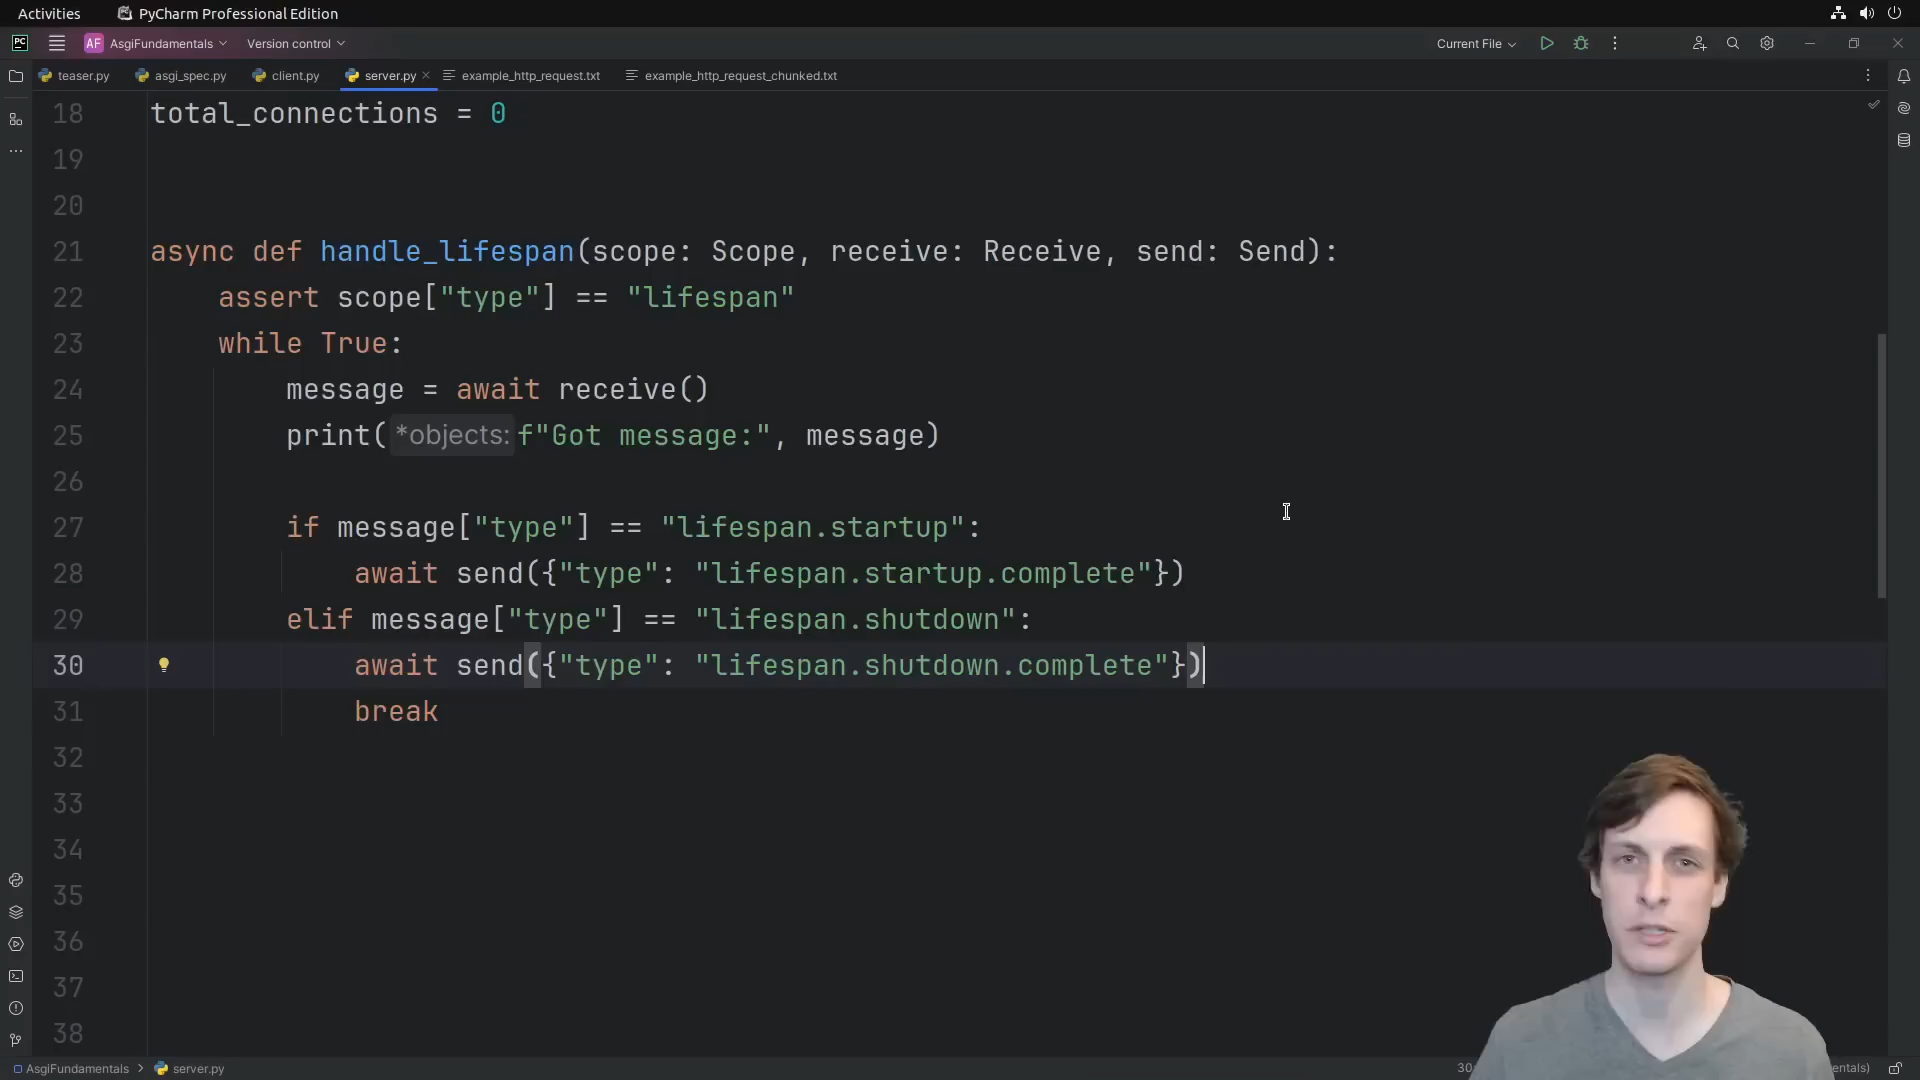 Activities PyCharm Professional Edition
PC AF AsgiFundamentals Version control Current File
teaser.py asgi_spec.py client.py server.py example_http_request.txt example_http_request_chunked.txt
18 total_connections = 0
19
20
21 async def handle_lifespan(scope: Scope, receive: Receive, send: Send):
22 assert scope["type"] == "lifespan"
23 while True:
24 message = await receive()
25 print(*objects: f"Got message:", message)
26
27 if message["type"] == "lifespan.startup":
28 await send({"type": "lifespan.startup.complete"})
29 elif message["type"] == "lifespan.shutdown":
30 await send({"type": "lifespan.shutdown.complete"})
31 break
32
33
34
35
36
37
38
AsgiFundamentals server.py 30 entals)